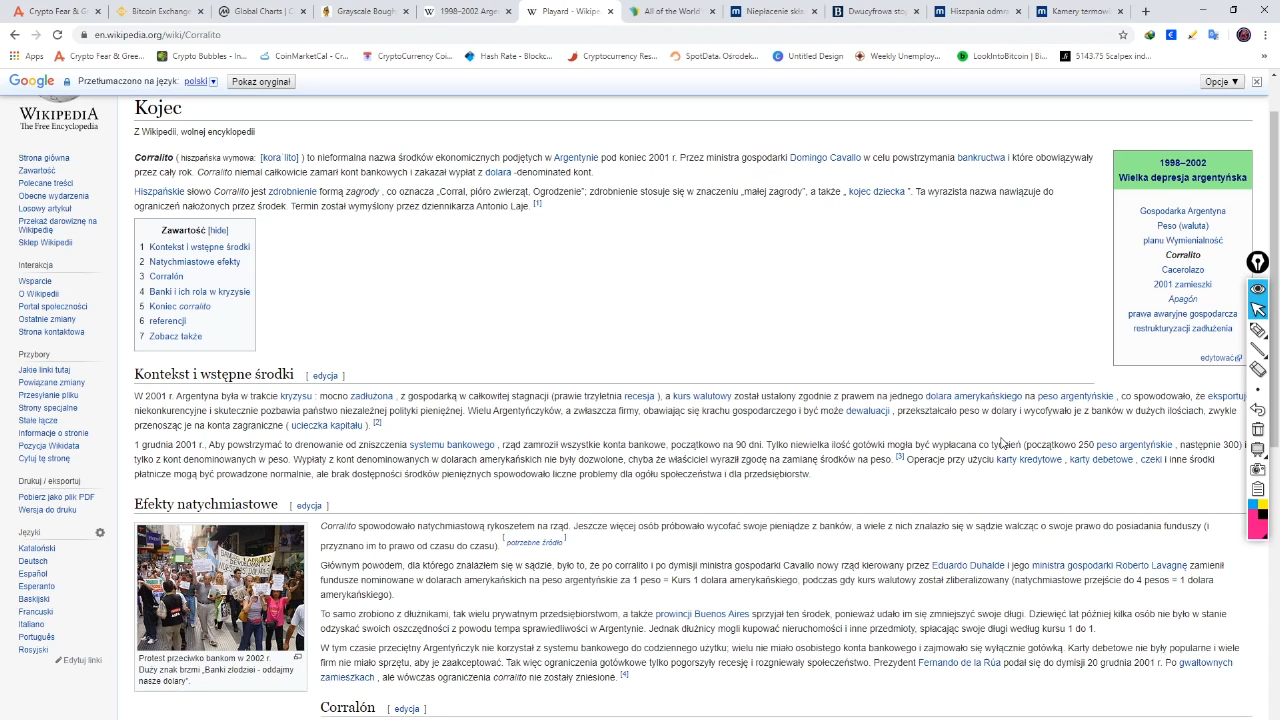 Crypto Fear & G
Bitcoin Exchange
Global Charts | C
Grayscale Bough
1998–2002 Arge
Playard - Wikipe
All of the World
Niepłacenie skła
Dwucyfrowa sto
Hispania odmr
Kamery termow
en.wikipedia.org/wiki/Corralito
Apps
Crypto Fear & Gre...
Crypto Bubbles - In...
CoinMarketCal - Cr...
CryptoCurrency Coi...
Hash Rate - Blockc...
Cryptocurrency Res...
SpotData. Ośrodek...
Untitled Design
Weekly Unemploy...
LookIntoBitcoin | Bi...
5143.75 Scalpex ind...
Google
Przetłumaczono na język: polski
Pokaż oryginał
Opcje ▼
WIKIPEDIA
The Free Encyclopedia
Strona główna
Zawartość
Polecane treści
Obecne wydarzenia
Losowy artykuł
Przekaż darowiznę na
Wikipedię
Sklep Wikipedii
Interakcja
Wsparcie
O Wikipedii
Portal społeczności
Ostatnie zmiany
Strona kontaktowa
Przybory
Jakie linki tutaj
Powiązane zmiany
Przesyłanie pliku
Strony specjalne
Stałe łącze
Informacje o stronie
Pozycja Wikidata
Cytuj tę stronę
Drukuj / eksportuj
Pobierz jako plik PDF
Wersja do druku
Języki
Kataloński
Deutsch
Español
Esperanto
Baskijski
Francuski
Italiano
Português
Rosyjski
Edytuj linki
Kojec
Z Wikipedii, wolnej encyklopedii
Corralito ( hiszpańska wymowa: [koraˈlito] ) to nieformalna nazwa środków ekonomicznych podjętych w Argentynie pod koniec 2001 r. Przez ministra gospodarki Domingo Cavallo w celu powstrzymania bankructwa i które obowiązywały
przez cały rok. Corralito niemal całkowicie zamarł kont bankowych i zakazał wypłat z dolara -denominated kont.
Hiszpańskie słowo Corralito jest zdrobnienie formą zagrody , co oznacza „Corral, pióro zwierząt, Ogrodzenie”; zdrobnienie stosuje się w znaczeniu „małej zagrody”, a także „ kojec dziecka ”. Ta wyrazista nazwa nawiązuje do
ograniczeń nałożonych przez środek. Termin został wymyślony przez dziennikarza Antonio Laje. [1]
Zawartość [hide]
1 Kontekst i wstępne środki
2 Natychmiastowe efekty
3 Corralón
4 Banki i ich rola w kryzysie
5 Koniec corralito
6 referencji
7 Zobacz także
1998–2002
Wielka depresja argentyńska
Gospodarka Argentyna
Peso (waluta)
planu Wymienialność
Corralito
Cacerolazo
2001 zamieszki
Apagón
prawa awaryjne gospodarcza
restrukturyzacji zadłużenia
edytować
Kontekst i wstępne środki [ edycja ]
W 2001 r. Argentyna była w trakcie kryzysu : mocno zadłużona , z gospodarką w całkowitej stagnacji (prawie trzyletnia recesja ), a kurs walutowy został ustalony zgodnie z prawem na jednego dolara amerykańskiego na peso argentyńskie , co spowodowało, że eksportuj
niekonkurencyjne i skutecznie pozbawia państwo niezależnej polityki pieniężnej. Wielu Argentyńczyków, a zwłaszcza firmy, obawiając się krachu gospodarczego i być może dewaluacji , przekształcało peso w dolary i wycofywało je z banków w dużych ilościach, zwykle
przenosząc je na konta zagraniczne ( ucieczka kapitału ). [2]
1 grudnia 2001 r., Aby powstrzymać to drenowanie od zniszczenia systemu bankowego , rząd zamroził wszystkie konta bankowe, początkowo na 90 dni. Tylko niewielka ilość gotówki mogła być wypłacana co tydzień (początkowo 250 peso argentyńskie , następnie 300) i
tylko z kont denominowanych w peso. Wypłaty z kont denominowanych w dolarach amerykańskich nie były dozwolone, chyba że właściciel wyraził zgodę na zamianę środków na peso. [3] Operacje przy użyciu karty kredytowe , karty debetowe , czeki i inne środki
płatnicze mogą być prowadzone normalnie, ale brak dostępności środków pieniężnych spowodowało liczne problemy dla ogółu społeczeństwa i dla przedsiębiorstw.
Efekty natychmiastowe [ edycja ]
Corralito spowodowało natychmiastową rykoszetem na rząd. Jeszcze więcej osób próbowało wycofać swoje pieniądze z banków, a wiele z nich znalazło się w sądzie walcząc o swoje prawo do posiadania funduszy (i
przyznano im to prawo od czasu do czasu). [ potrzebne źródło ]
Głównym powodem, dla którego znalazłem się w sądzie, było to, że po corralito i po dymisji ministra gospodarki Cavallo nowy rząd kierowany przez Eduardo Duhalde i jego ministra gospodarki Roberto Lavagnę zamienił
fundusze nominowane w dolarach amerykańskich na peso argentyńskie za 1 peso = Kurs 1 dolara amerykańskiego, podczas gdy kurs walutowy został zliberalizowany (natychmiastowe przejście do 4 pesos = 1 dolara
amerykańskiego).
To samo zrobiono z dłużnikami, tak wielu prywatnym przedsiębiorstwom, a także prowincji Buenos Aires sprzyjał ten środek, ponieważ udało im się zmniejszyć swoje długi. Dziewięć lat później kilka osób nie było w stanie
odzyskać swoich oszczędności z powodu tempa sprawiedliwości w Argentynie. Jednak dłużnicy mogli kupować nieruchomości i inne przedmioty, spłacając swoje długi według kursu 1 do 1.
W tym czasie przeciętny Argentyńczyk nie korzystał z systemu bankowego do codziennego użytku; wielu nie miało osobistego konta bankowego i zajmowało się wyłącznie gotówką. Karty debetowe nie były popularne i wiele
firm nie miało sprzętu, aby je zaakceptować. Tak więc ograniczenia gotówkowe tylko pogorszyły recesję i rozgniewały społeczeństwo. Prezydent Fernando de la Rúa podał się do dymisji 20 grudnia 2001 r. Po gwałtownych
zamieszkach , ale wówczas ograniczenia corralito nie zostały zniesione. [4]
Protest przeciwko bankom w 2002 r.
Duży znak brzmi „Banki złodziei - oddajmy
nasze dolary”.
Corralón [ edycja ]